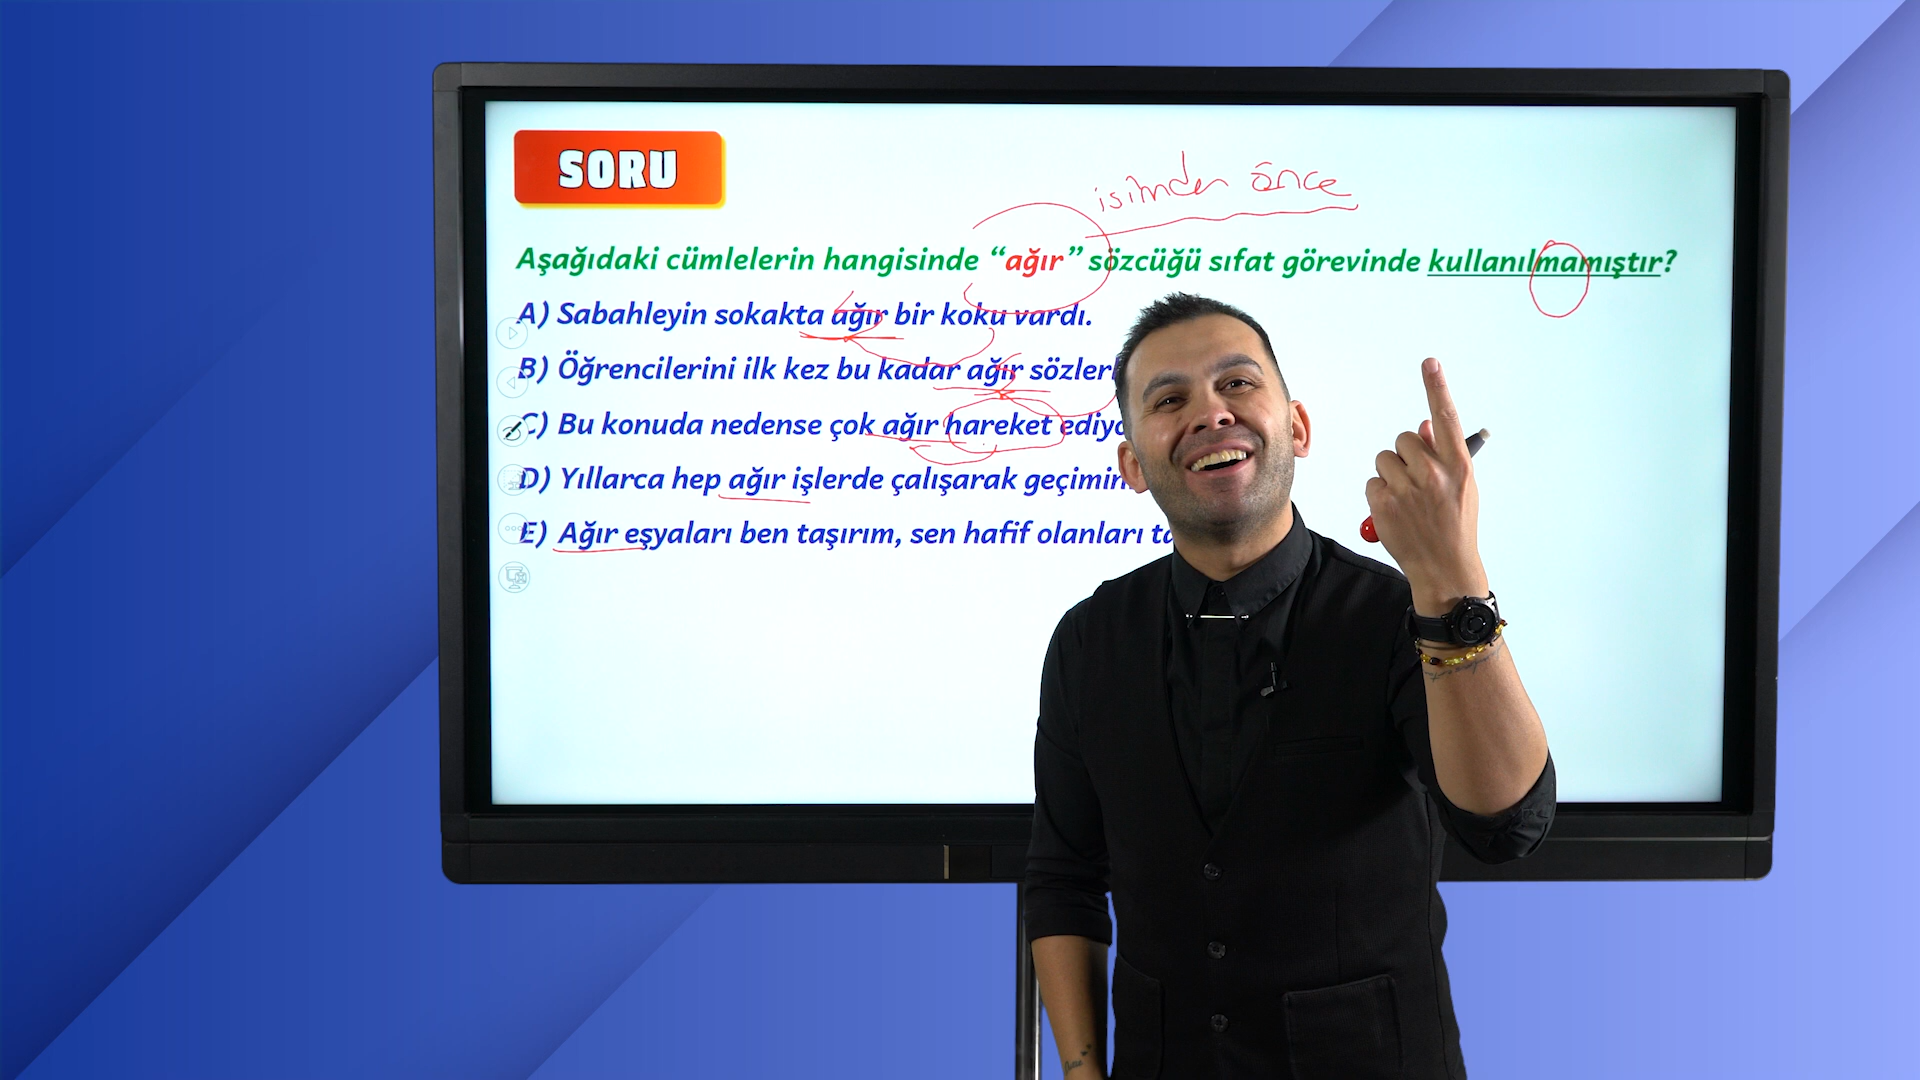 SORU
isimden önce
Aşağıdaki cümlelerin hangisinde “ağır” sözcüğü sıfat görevinde kullanılmamıştır?
A) Sabahleyin sokakta ağır bir koku vardı.
B) Öğrencilerini ilk kez bu kadar ağır sözler
C) Bu konuda nedense çok ağır hareket ediyo
D) Yıllarca hep ağır işlerde çalışarak geçimin
E) Ağır eşyaları ben taşırım, sen hafif olanları ta